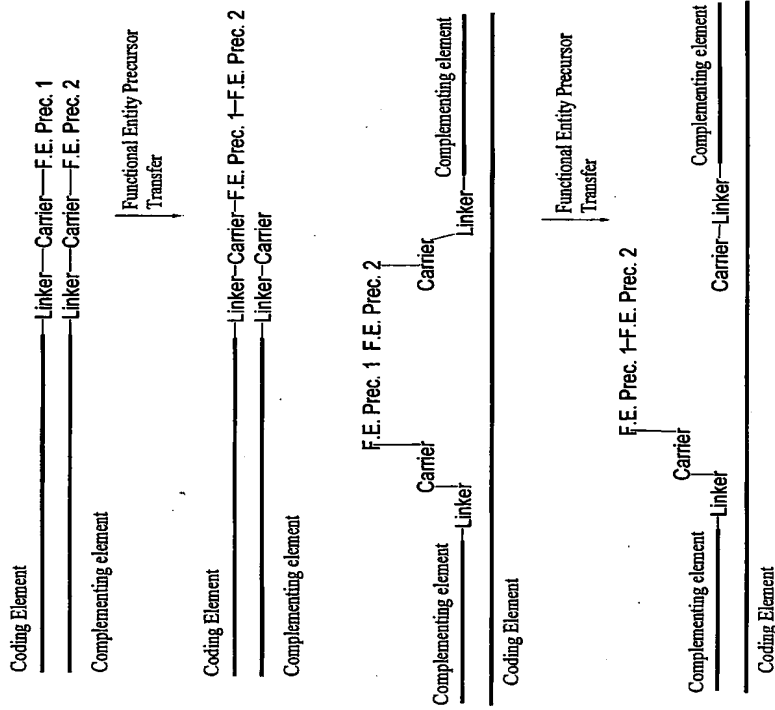 Coding Element
Linker—Carrier—F.E. Prec. 1
Linker—Carrier—F.E. Prec. 2
Complementing element
Functional Entity Precursor
Transfer
Coding Element
Linker–Carrier–F.E. Prec. 1–F.E. Prec. 2
Linker–Carrier
Complementing element
F.E. Prec. 1 F.E. Prec. 2
Carrier Carrier
Complementing element Linker Linker Complementing element
Coding Element
Functional Entity Precursor
Transfer
F.E. Prec. 1–F.E. Prec. 2
Carrier
Complementing element Linker Carrier–Linker Complementing element
Coding Element